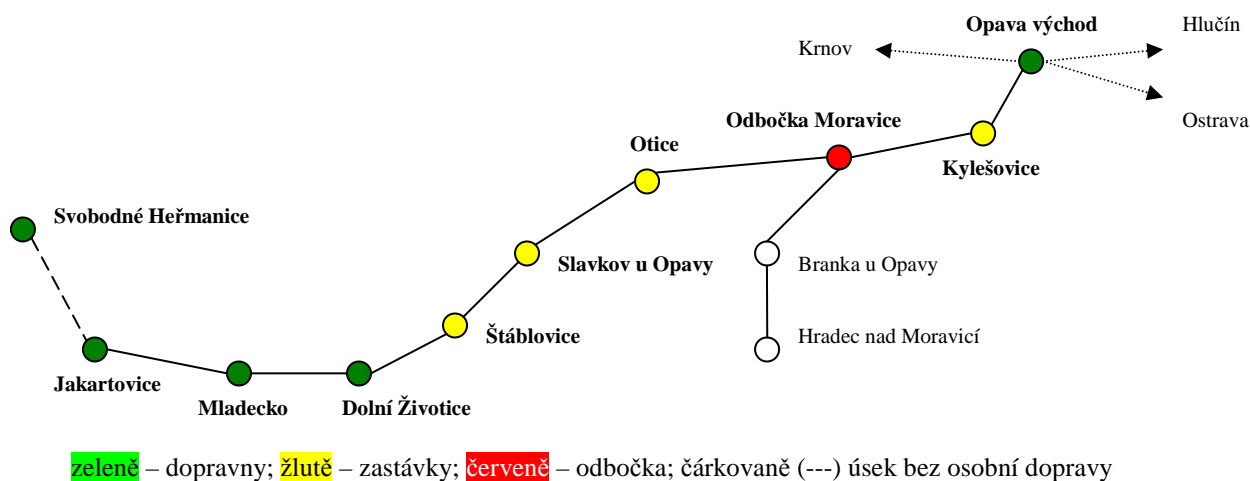 Opava východ
Hlučín
Krnov
Ostrava
Odbočka Moravice
Otice
Kylešovice
Svobodné Heřmanice
Slavkov u Opavy
Branka u Opavy
Štáblovice
Hradec nad Moravicí
Jakartovice
Mladecko
Dolní Životice
zeleně – dopravny; žlutě – zastávky; červeně – odbočka; čárkovaně (---) úsek bez osobní dopravy